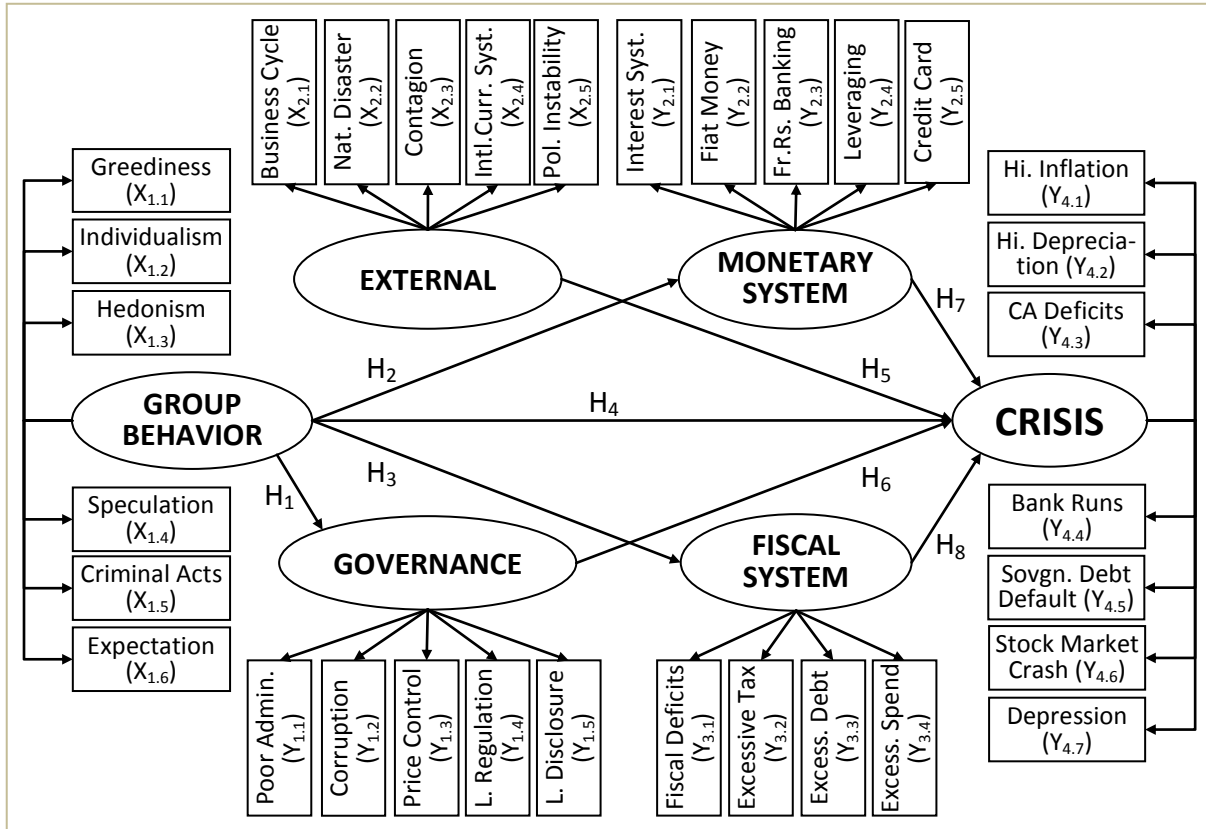 Business Cycle
(X2.1)
Nat. Disaster
(X2.2)
Contagion
(X2.3)
Intl.Curr. Syst.
(X2.4)
Pol. Instability
(X2.5)
Interest Syst.
(Y2.1)
Fiat Money
(Y2.2)
Fr.Rs. Banking
(Y2.3)
Leveraging
(Y2.4)
Credit Card
(Y2.5)
Greediness
(X1.1)
Individualism
(X1.2)
Hedonism
(X1.3)
EXTERNAL
MONETARY
SYSTEM
Hi. Inflation
(Y4.1)
Hi. Deprecia-
tion (Y4.2)
CA Deficits
(Y4.3)
H7
H2
H5
GROUP
BEHAVIOR
H4
CRISIS
H1
H3
H6
H8
Speculation
(X1.4)
Criminal Acts
(X1.5)
Expectation
(X1.6)
GOVERNANCE
FISCAL
SYSTEM
Bank Runs
(Y4.4)
Sovgn. Debt
Default (Y4.5)
Stock Market
Crash (Y4.6)
Depression
(Y4.7)
Poor Admin.
(Y1.1)
Corruption
(Y1.2)
Price Control
(Y1.3)
L. Regulation
(Y1.4)
L. Disclosure
(Y1.5)
Fiscal Deficits
(Y3.1)
Excessive Tax
(Y3.2)
Excess. Debt
(Y3.3)
Excess. Spend
(Y3.4)